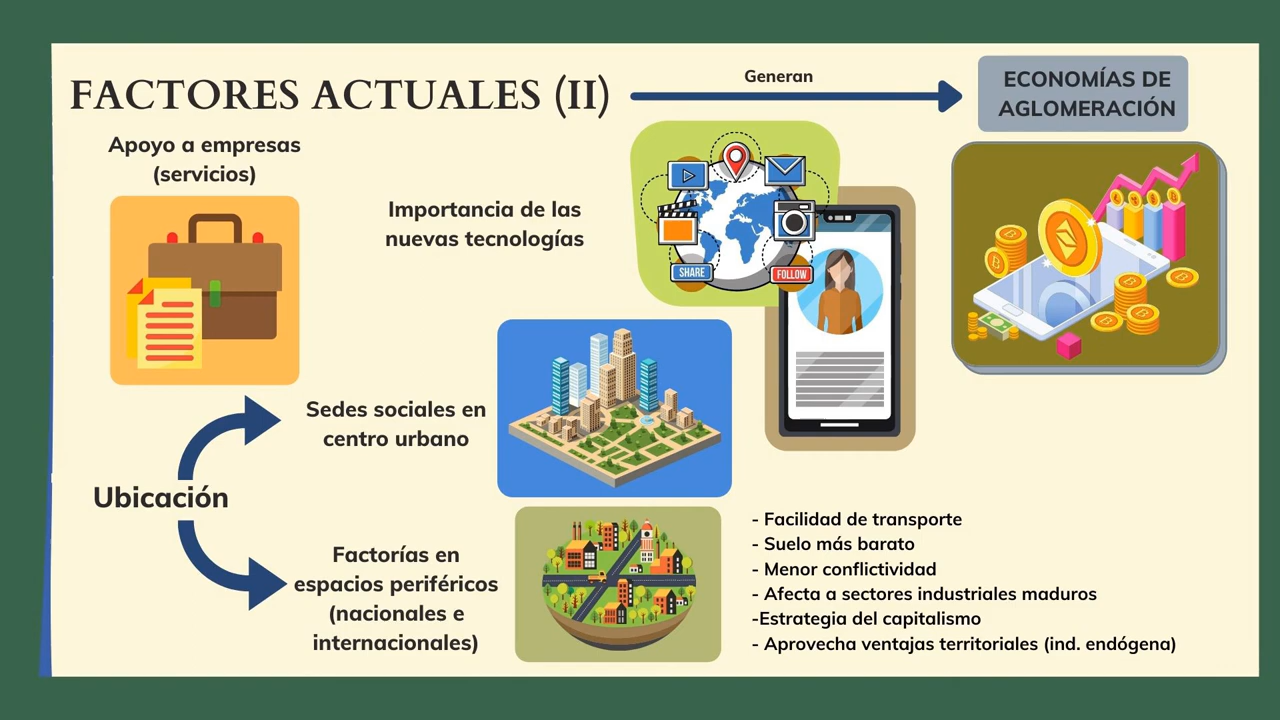 FACTORES ACTUALES (II)
Generan
ECONOMÍAS DE
AGLOMERACIÓN
Apoyo a empresas
(servicios)
Importancia de las
nuevas tecnologías
SHARE
FOLLOW
Ubicación
Sedes sociales en
centro urbano
Factorías en
espacios periféricos
(nacionales e
internacionales)
- Facilidad de transporte
- Suelo más barato
- Menor conflictividad
- Afecta a sectores industriales maduros
-Estrategia del capitalismo
- Aprovecha ventajas territoriales (ind. endógena)